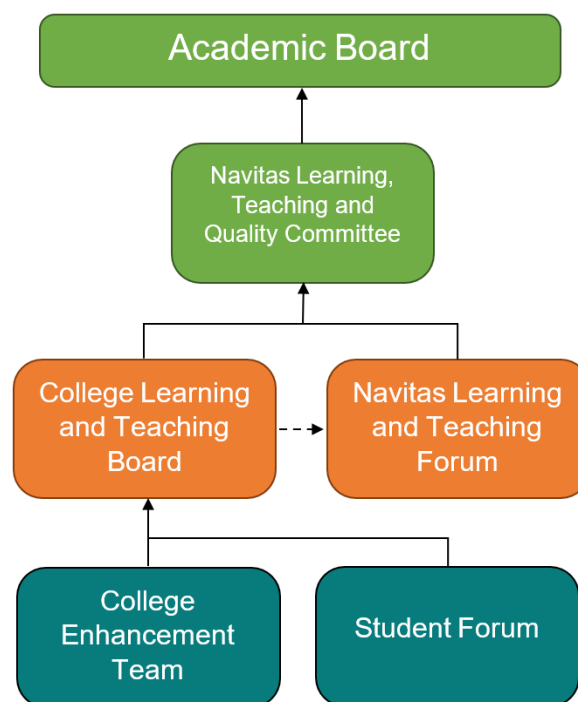 Academic Board
Navitas Learning,
Teaching and
Quality Committee
College Learning
and Teaching
Board
Navitas Learning
and Teaching
Forum
College
Enhancement
Team
Student Forum